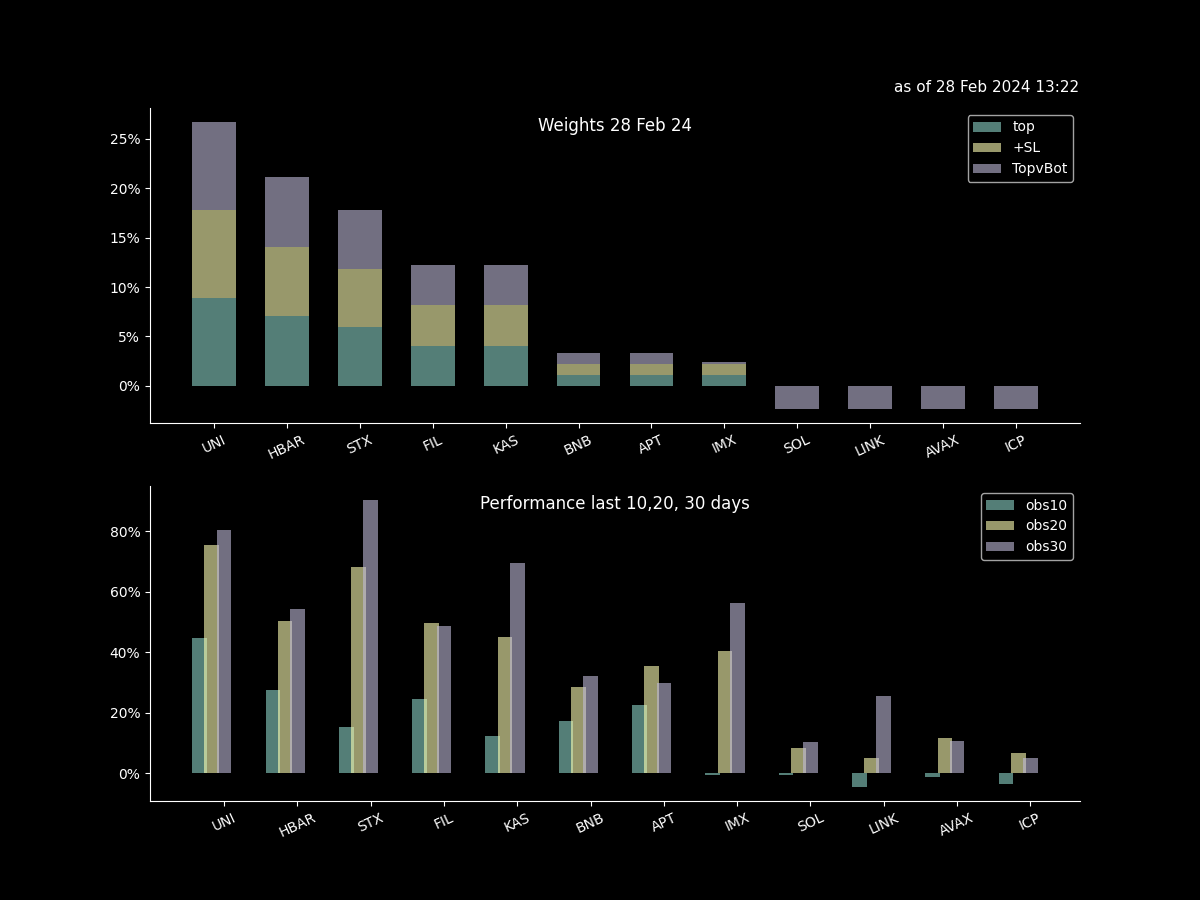 as of 28 Feb 2024 13:22
Weights 28 Feb 24
top
+SL
TopvBot
25%
20%
15%
10%
5%
0%
UNI HBAR STX FIL KAS BNB APT IMX SOL LINK AVAX ICP
Performance last 10,20, 30 days
obs10
obs20
obs30
80%
60%
40%
20%
0%
UNI HBAR STX FIL KAS BNB APT IMX SOL LINK AVAX ICP